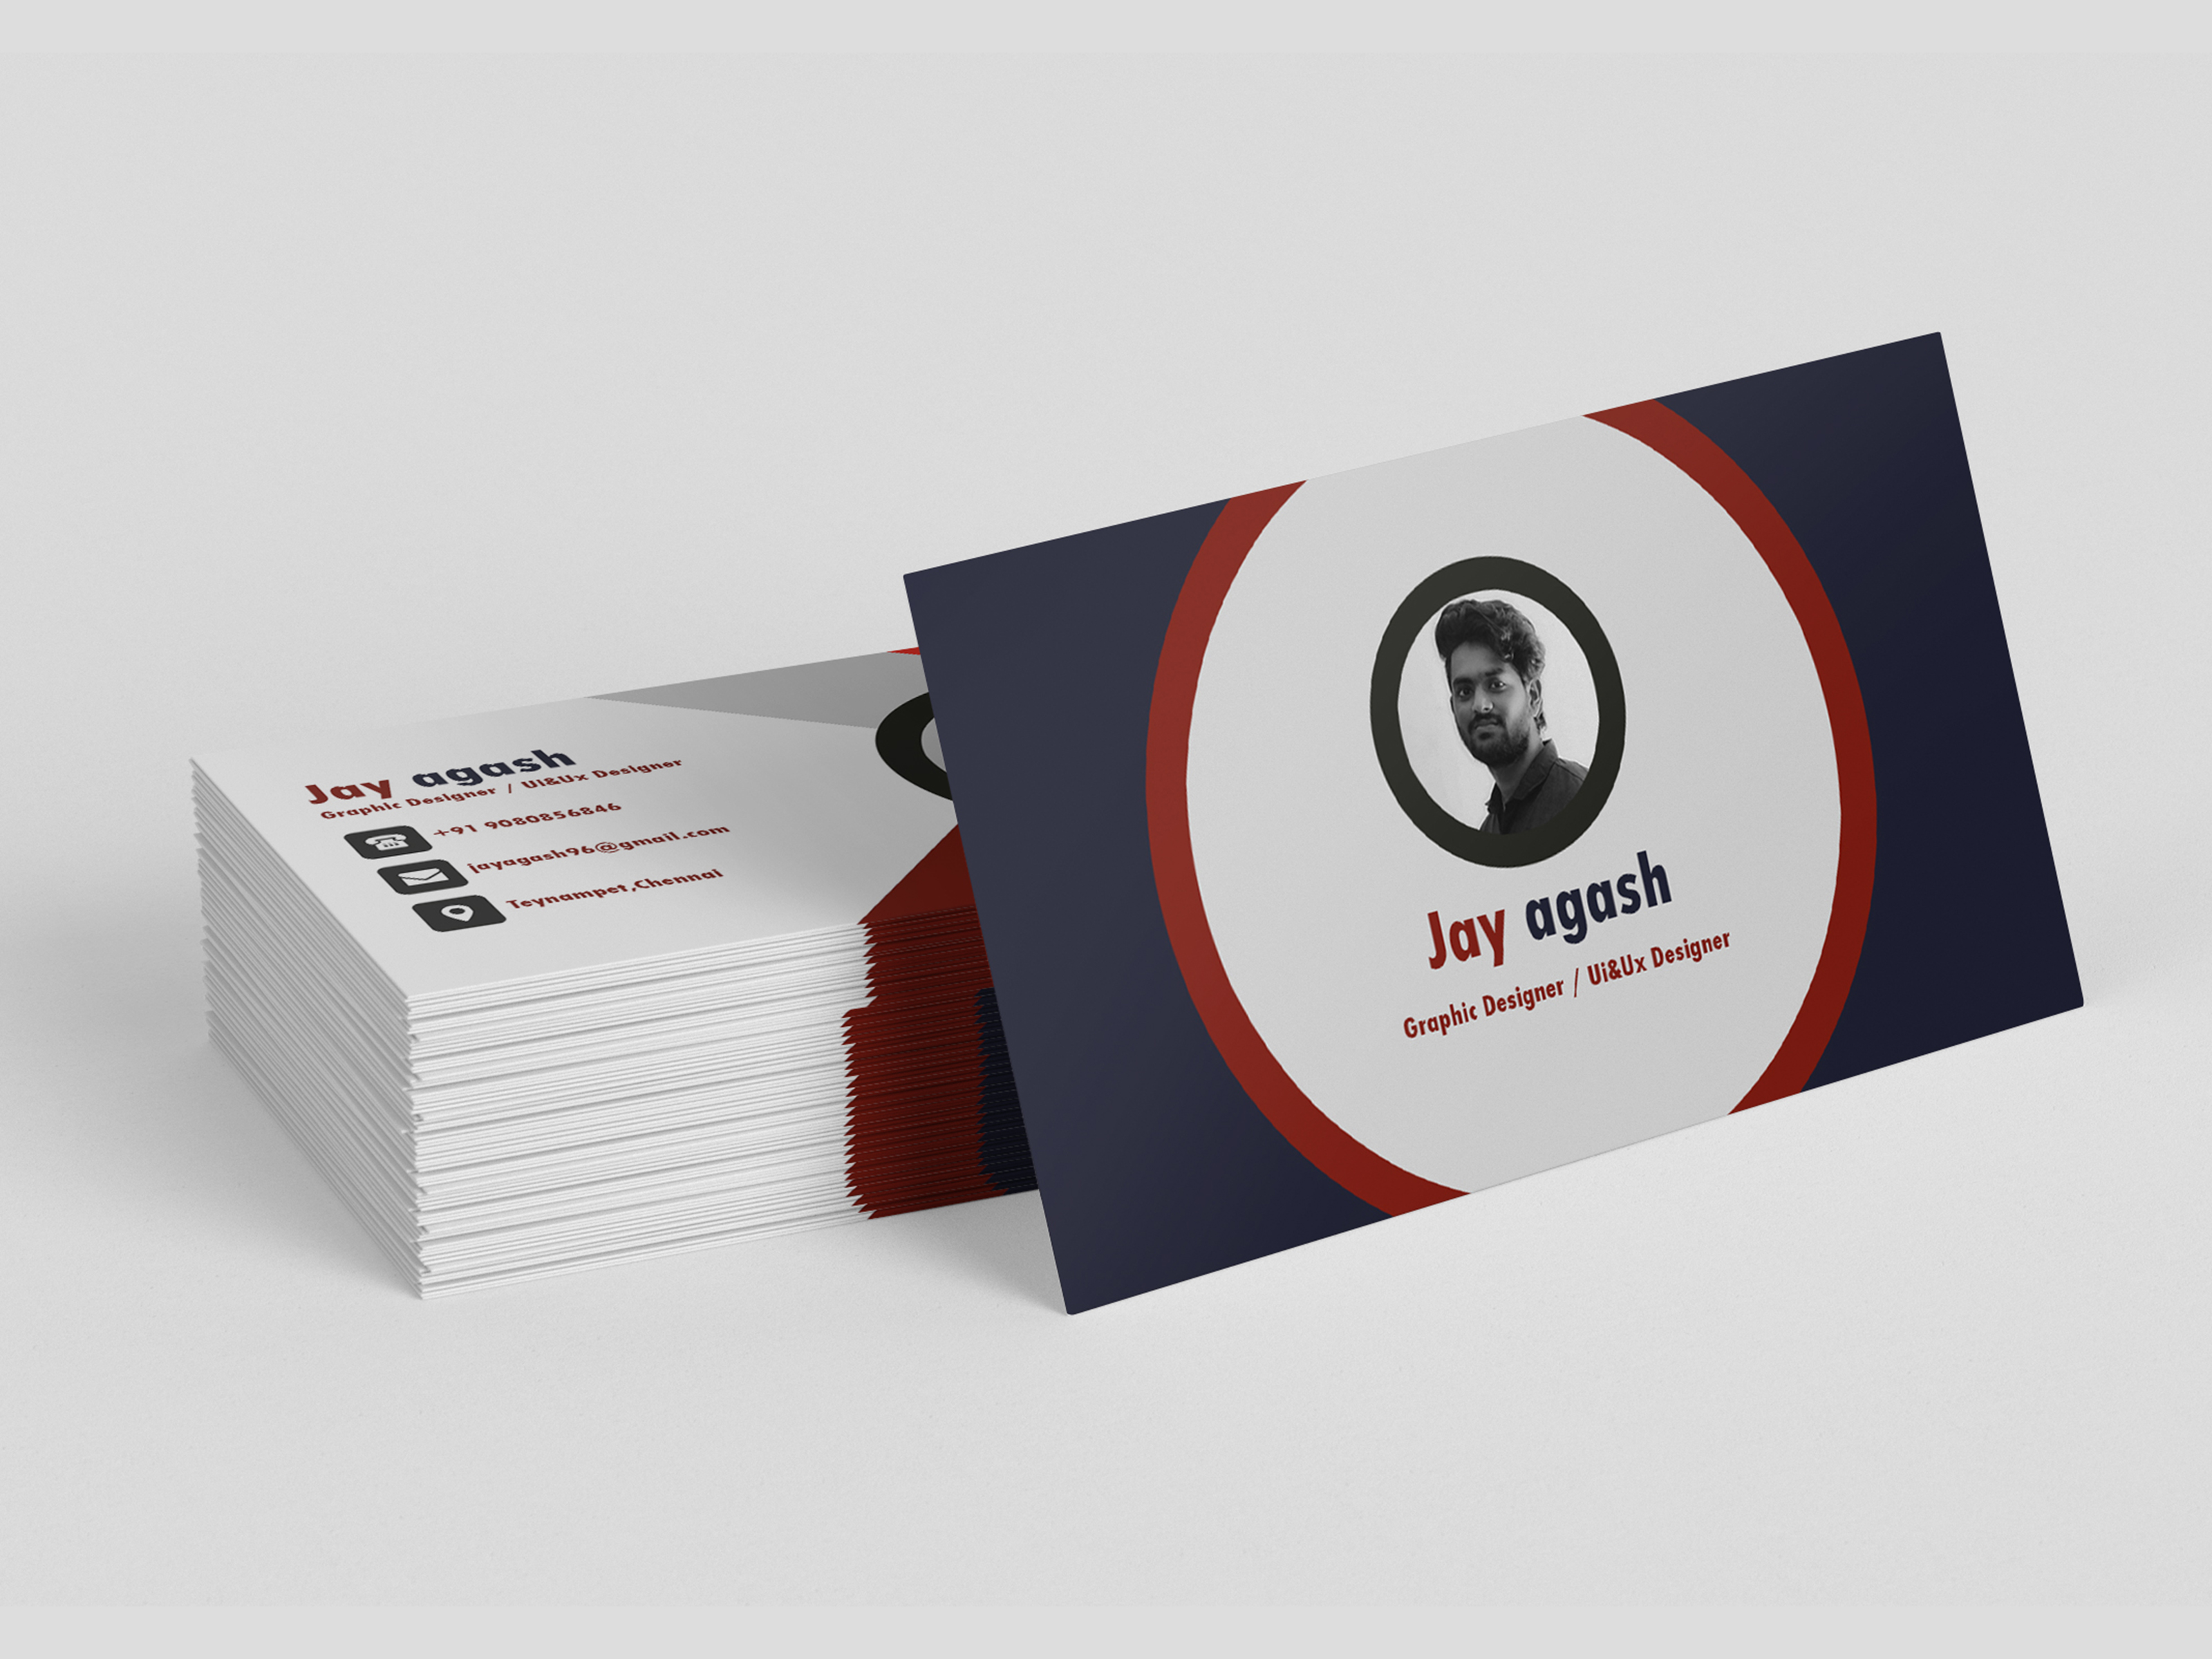 Jay agash
Graphic Designer / Ui&Ux Designer
+91 9080856846
jayagash96@gmail.com
Teynampet,Chennai
Jay agash
Graphic Designer / Ui&Ux Designer